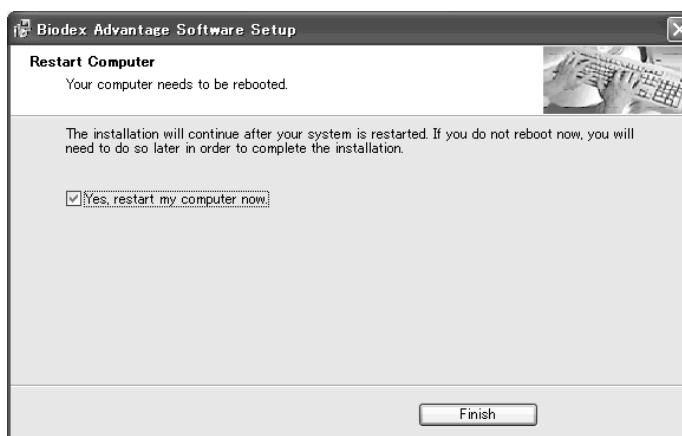 Biodex Advantage Software Setup
Restart Computer
Your computer needs to be rebooted.
The installation will continue after your system is restarted. If you do not reboot now, you will
need to do so later in order to complete the installation.
Yes, restart my computer now.
Finish